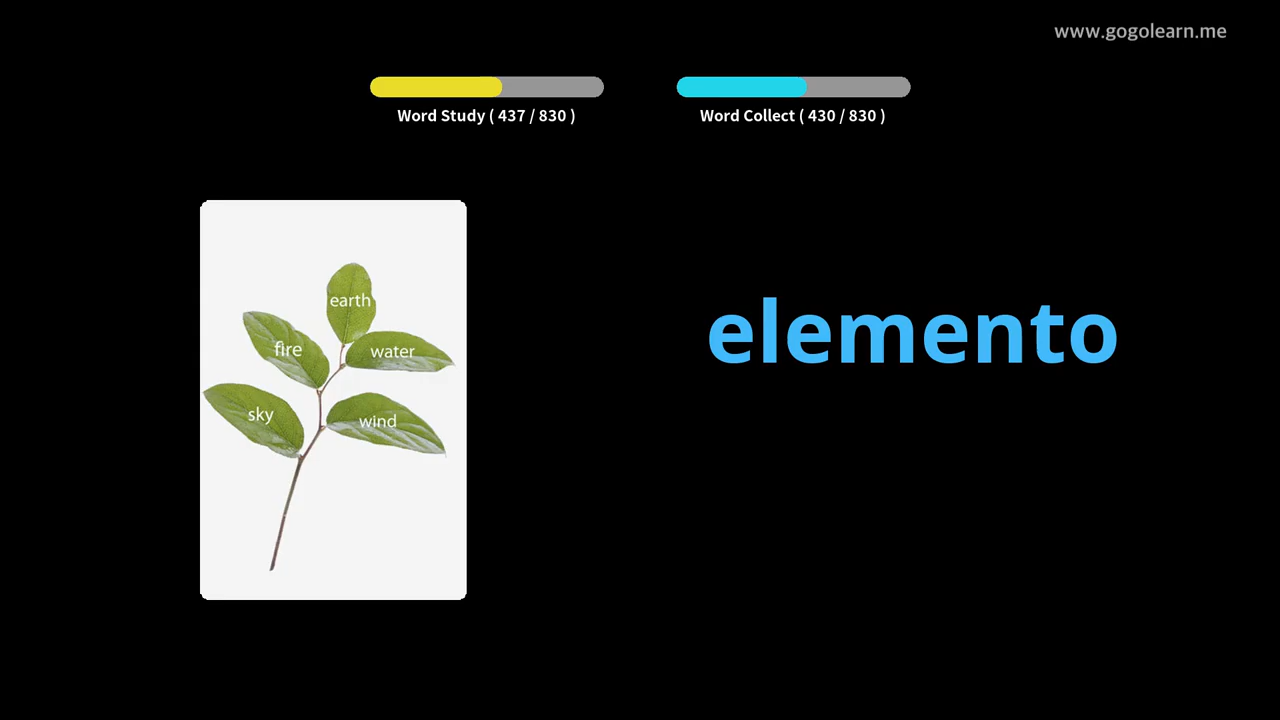 www.gogolearn.me
Word Study ( 437 / 830 )
Word Collect ( 430 / 830 )
earth
fire
water
sky
wind
elemento